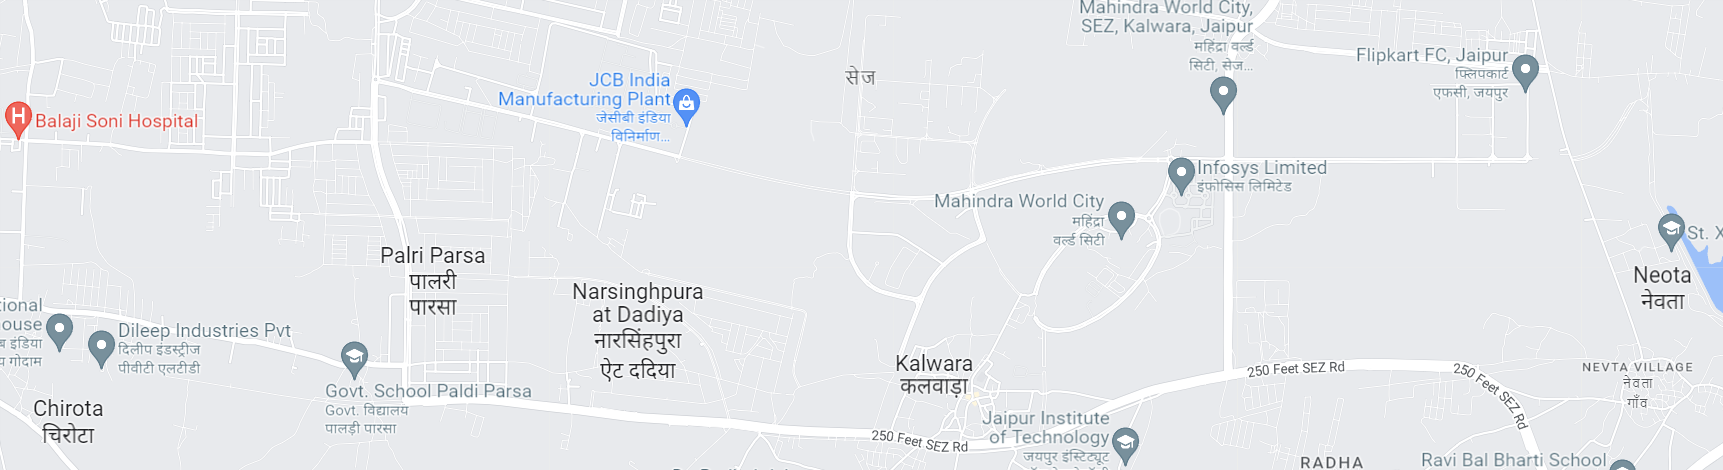 Mahindra World City,
SEZ, Kalwara, Jaipur
महिंद्रा वर्ल्ड
सिटी, सेज...
Flipkart FC, Jaipur
फ्लिपकार्ट
एफसी, जयपुर
सेज
JCB India
Manufacturing Plant
जेसीबी इंडिया
विनिर्माण...
Balaji Soni Hospital
Infosys Limited
इंफोसिस लिमिटेड
Mahindra World City
महिंद्रा
वर्ल्ड सिटी
St. X
Palri Parsa
पालरी
पारसा
Neota
नेवता
Narsinghpura
at Dadiya
नारसिंहपुरा
ऐट ददिया
tional
ouse
ब इंडिया
य गोदाम
Dileep Industries Pvt
दिलीप इंडस्ट्रीज
पीवीटी एलटीडी
Kalwara
कलवाड़ा
250 Feet SEZ Rd
250 Feet SEZ Rd
NEVTA VILLAGE
नेवता
गाँव
Govt. School Paldi Parsa
Govt. विद्यालय
पालड़ी पारसा
Chirota
चिरोटा
250 Feet SEZ Rd
Jaipur Institute
of Technology
जयपुर इंस्टिट्यूट
RADHA
Ravi Bal Bharti School